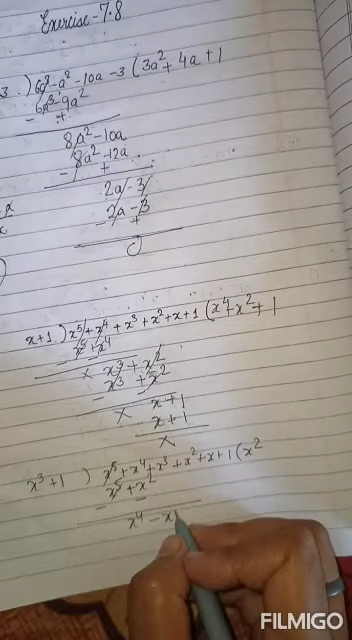 Exercise-7.8
3. ) 6a³-a²-10a-3 ( 3a²+4a+1
6a³-9a²
- +
8a²-10a
8a²-12a
- +
2a-3
2a-3
- +
0
x+1 ) x⁵+x⁴+x³+x²+x+1 ( x⁴+x²+1
x⁵+x⁴
x x³+x²
x³+x²
-
x x+1
x+1
x
x³+1 ) x⁵+x⁴+x³+x²+x+1 ( x²
x⁵+x²
- -
x⁴-x
FILMIGO